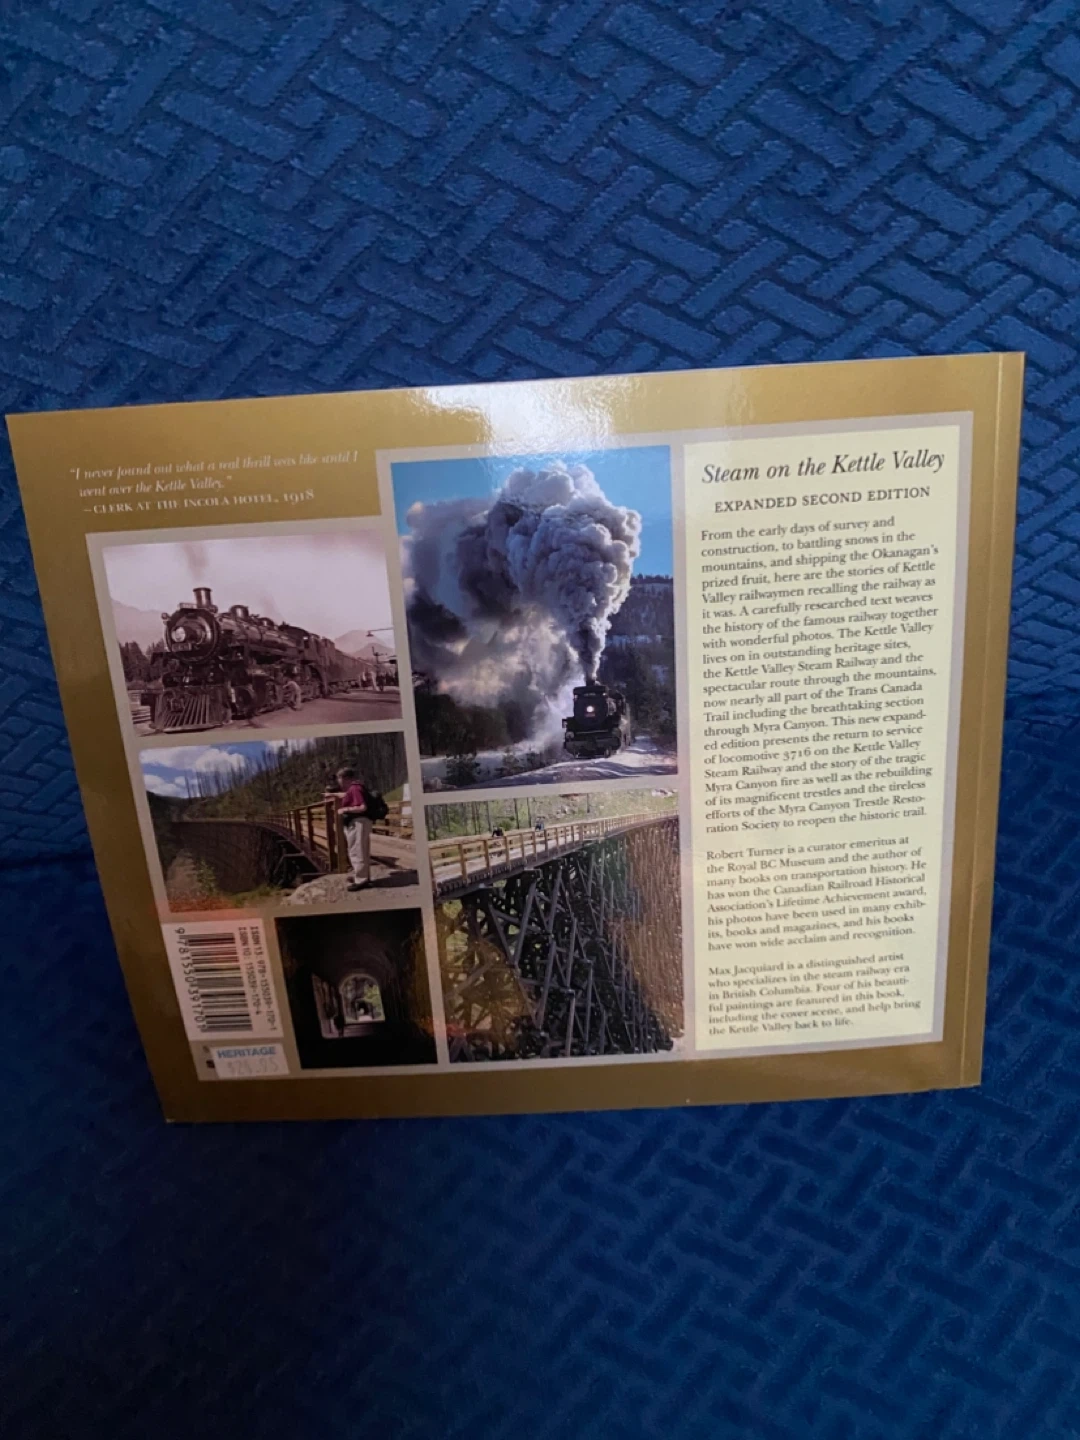 "I never found out what a real thrill was like until I
went over the Kettle Valley."
~CLERK AT THE INCOLA HOTEL, 1918
Steam on the Kettle Valley
EXPANDED SECOND EDITION
From the early days of survey and
construction, to battling snows in the
mountains, and shipping the Okanagan's
prized fruit, here are the stories of Kettle
Valley railwaymen recalling the railway as
it was. A carefully researched text weaves
the history of the famous railway together
with wonderful photos. The Kettle Valley
lives on in outstanding heritage sites,
the Kettle Valley Steam Railway and the
spectacular route through the mountains,
now nearly all part of the Trans Canada
Trail including the breathtaking section
through Myra Canyon. This new expand-
ed edition presents the return to service
of locomotive 3716 on the Kettle Valley
Steam Railway and the story of the tragic
Myra Canyon fire as well as the rebuilding
of its magnificent trestles and the tireless
efforts of the Myra Canyon Trestle Resto-
ration Society to reopen the historic trail.
Robert Turner is a curator emeritus at
the Royal BC Museum and the author of
many books on transportation history. He
has won the Canadian Railroad Historical
Association's Lifetime Achievement award,
his photos have been used in many exhib-
its, books and magazines, and his books
have won wide acclaim and recognition.
Max Jacquiard is a distinguished artist
who specializes in the steam railway era
in British Columbia. Four of his beauti-
ful paintings are featured in this book,
including the cover scene, and help bring
the Kettle Valley back to life.
ISBN 13: 978-155039-170-1
ISBN 10: 155039-170-4
9781550391701
HERITAGE